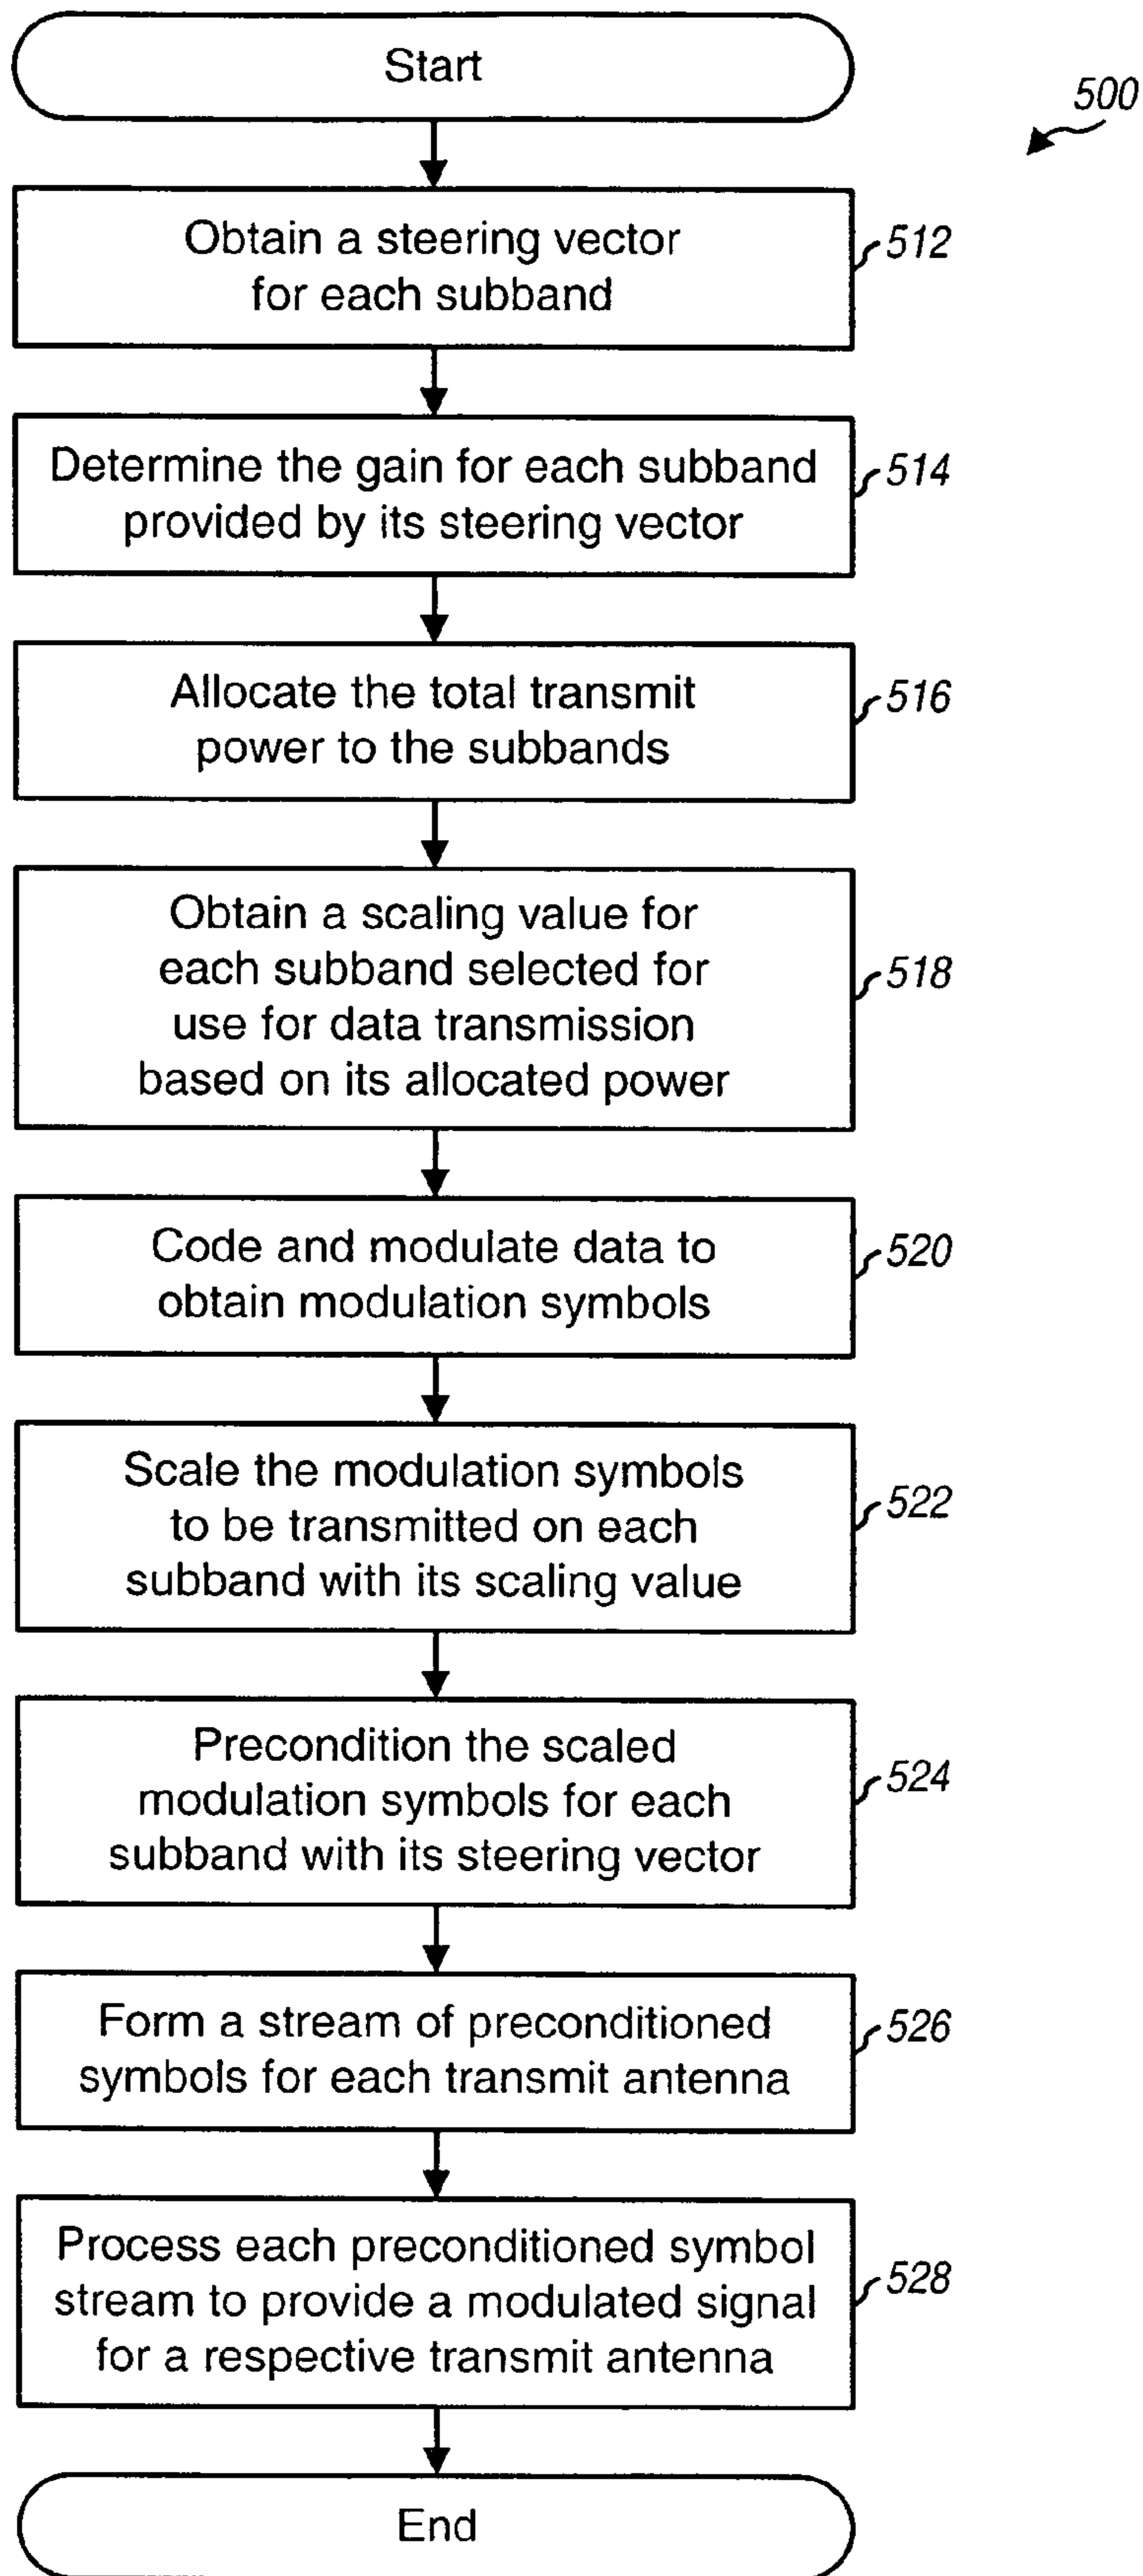 Start
500
Obtain a steering vector
for each subband
512
Determine the gain for each subband
provided by its steering vector
514
Allocate the total transmit
power to the subbands
516
Obtain a scaling value for
each subband selected for
use for data transmission
based on its allocated power
518
Code and modulate data to
obtain modulation symbols
520
Scale the modulation symbols
to be transmitted on each
subband with its scaling value
522
Precondition the scaled
modulation symbols for each
subband with its steering vector
524
Form a stream of preconditioned
symbols for each transmit antenna
526
Process each preconditioned symbol
stream to provide a modulated signal
for a respective transmit antenna
528
End